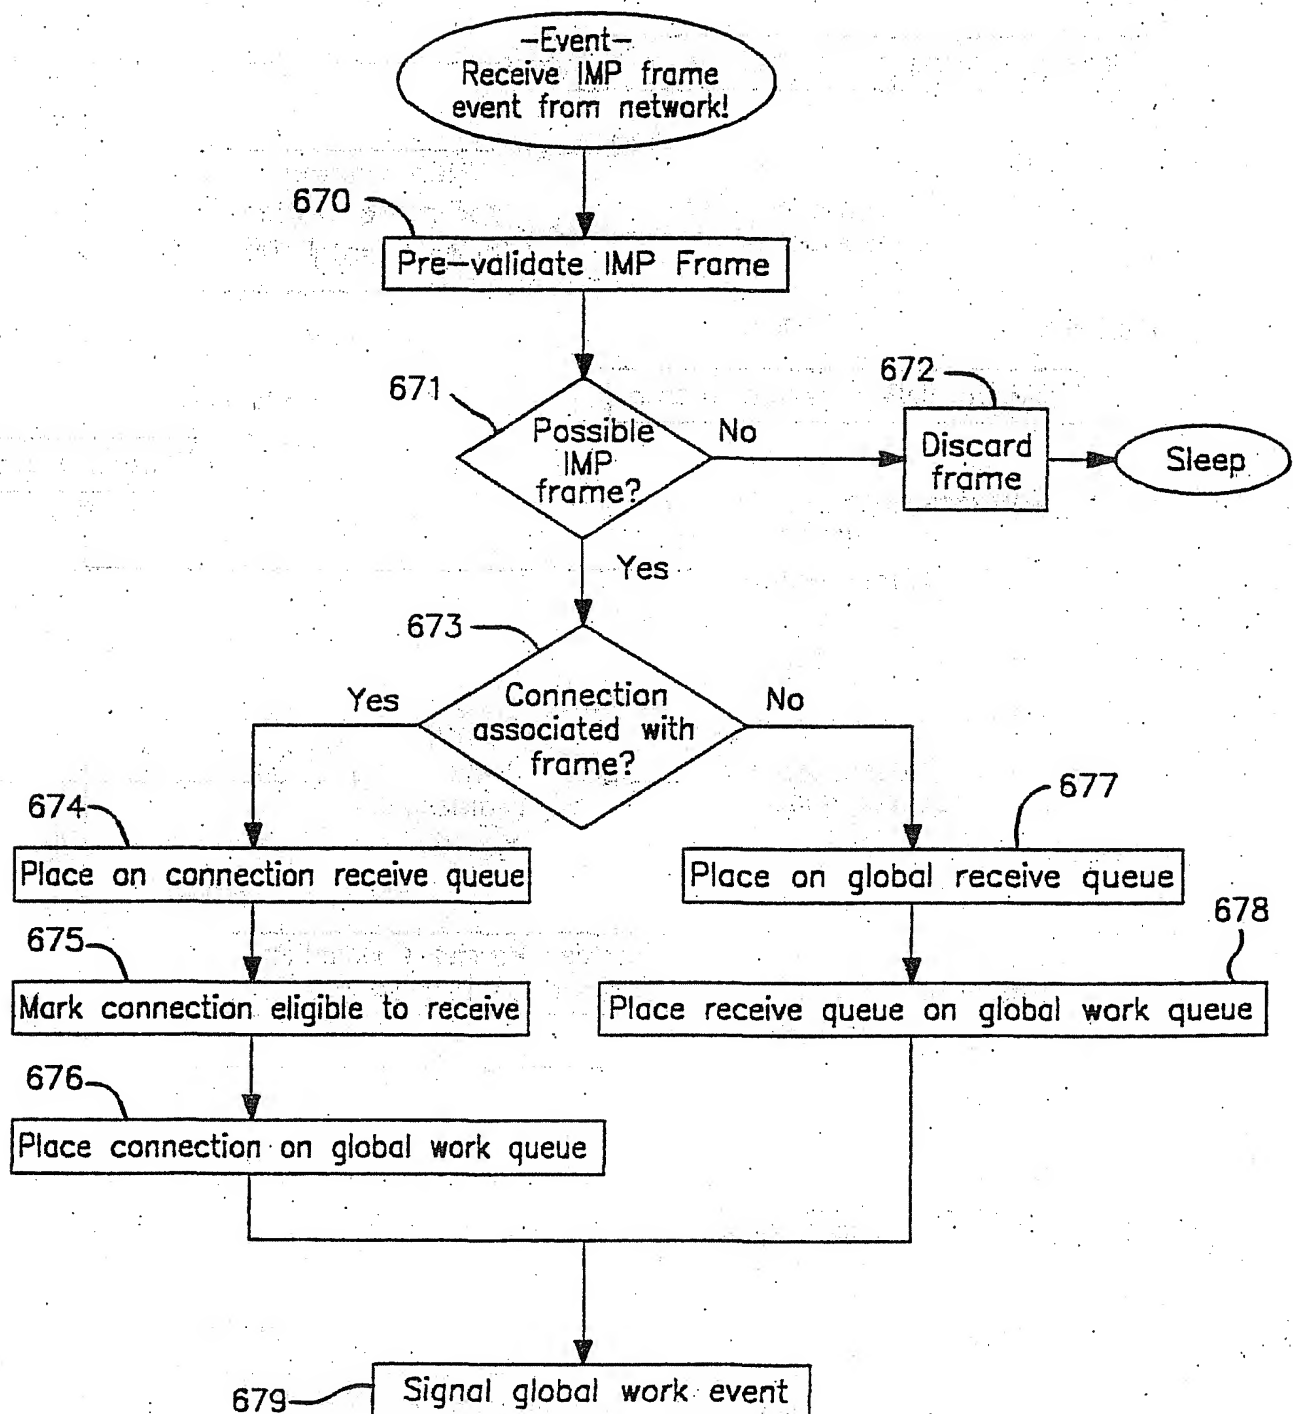 -Event-
Receive IMP frame
event from network!
670
Pre-validate IMP Frame
671
Possible
IMP
frame?
No
672
Discard
frame
Sleep
Yes
673
Connection
associated with
frame?
Yes
No
674
Place on connection receive queue
677
Place on global receive queue
675
Mark connection eligible to receive
678
Place receive queue on global work queue
676
Place connection on global work queue
679
Signal global work event